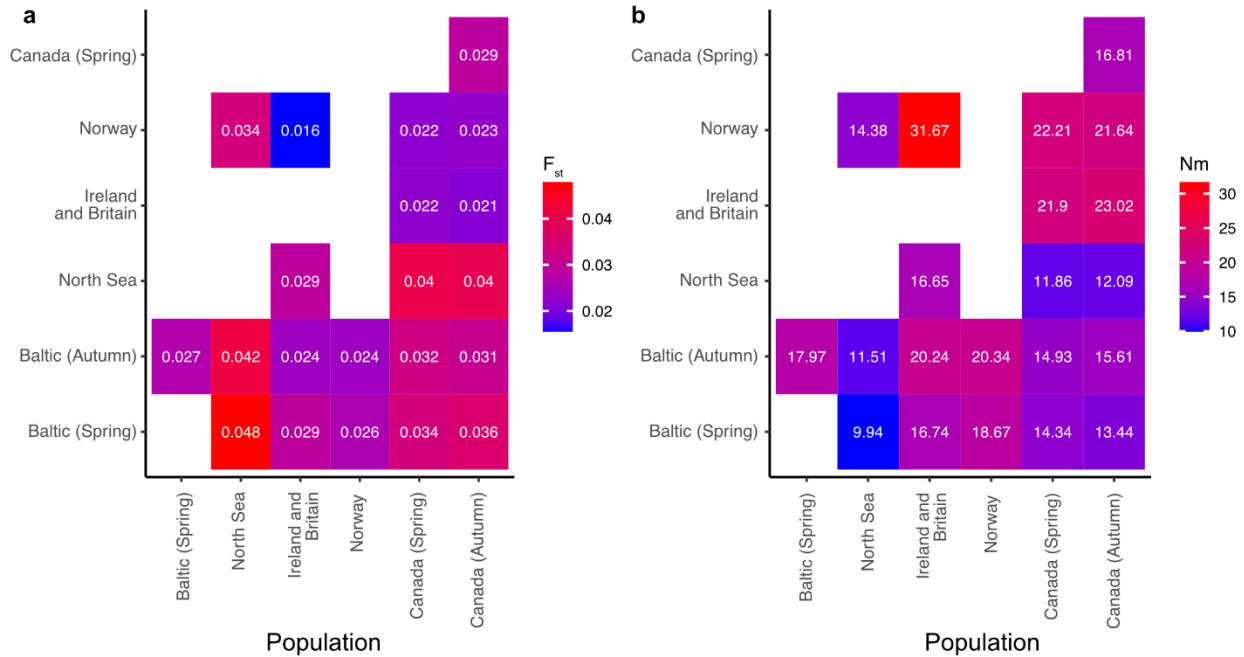 a
Canada (Spring)
Norway
Ireland
and Britain
North Sea
Baltic (Autumn)
Baltic (Spring)
0.029
0.034 0.016 0.022 0.023
0.022 0.021
0.029 0.04 0.04
0.027 0.042 0.024 0.024 0.032 0.031
0.048 0.029 0.026 0.034 0.036
Baltic (Spring)
North Sea
Ireland and
Britain
Norway
Canada (Spring)
Canada (Autumn)
Population
Fst
0.04
0.03
0.02
b
Canada (Spring)
Norway
Ireland
and Britain
North Sea
Baltic (Autumn)
Baltic (Spring)
16.81
14.38 31.67 22.21 21.64
21.9 23.02
16.65 11.86 12.09
17.97 11.51 20.24 20.34 14.93 15.61
9.94 16.74 18.67 14.34 13.44
Baltic (Spring)
North Sea
Ireland and
Britain
Norway
Canada (Spring)
Canada (Autumn)
Population
Nm
30
25
20
15
10